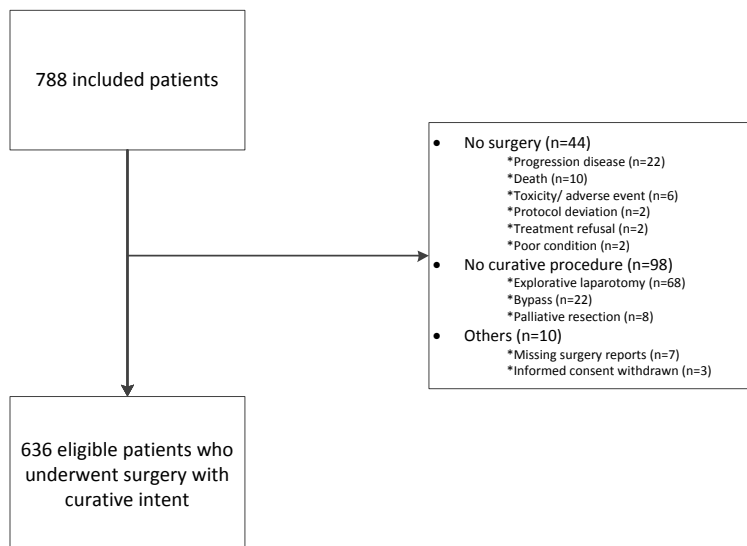 788 included patients
• No surgery (n=44)
*Progression disease (n=22)
*Death (n=10)
*Toxicity/ adverse event (n=6)
*Protocol deviation (n=2)
*Treatment refusal (n=2)
*Poor condition (n=2)
• No curative procedure (n=98)
*Explorative laparotomy (n=68)
*Bypass (n=22)
*Palliative resection (n=8)
• Others (n=10)
*Missing surgery reports (n=7)
*Informed consent withdrawn (n=3)
636 eligible patients who
underwent surgery with
curative intent